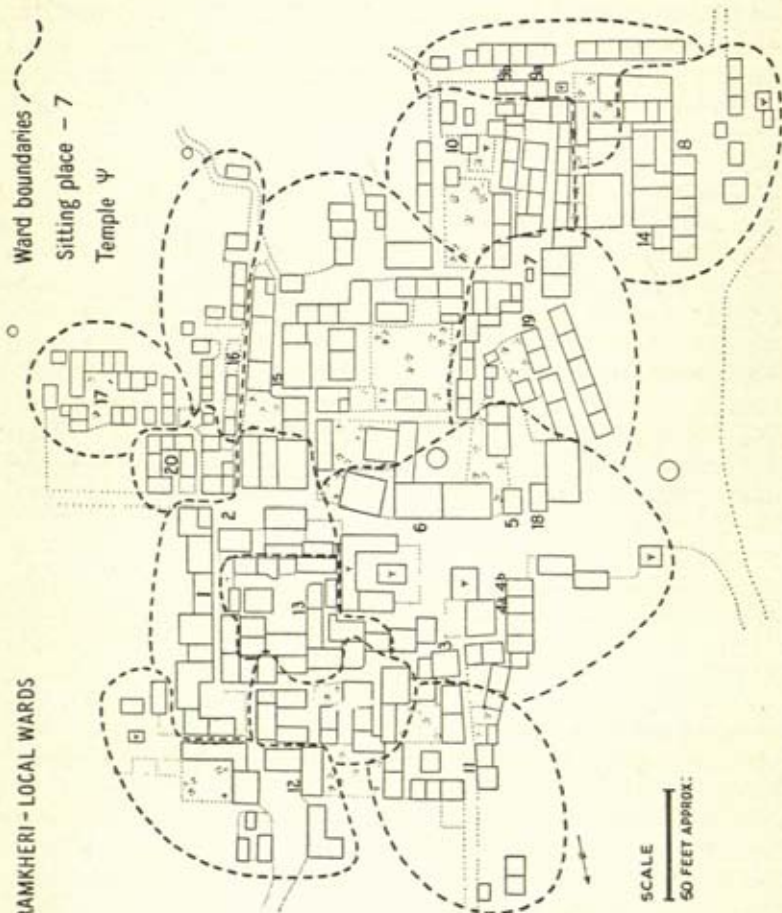 RAMKHERI - LOCAL WARDS
Ward boundaries
Sitting place - 7
Temple Ψ
17
20
16
15
2
1
13
12
6
5
18
3
4a 4b
11
10
9b
9a
7
19
14
8
SCALE
50 FEET APPROX: